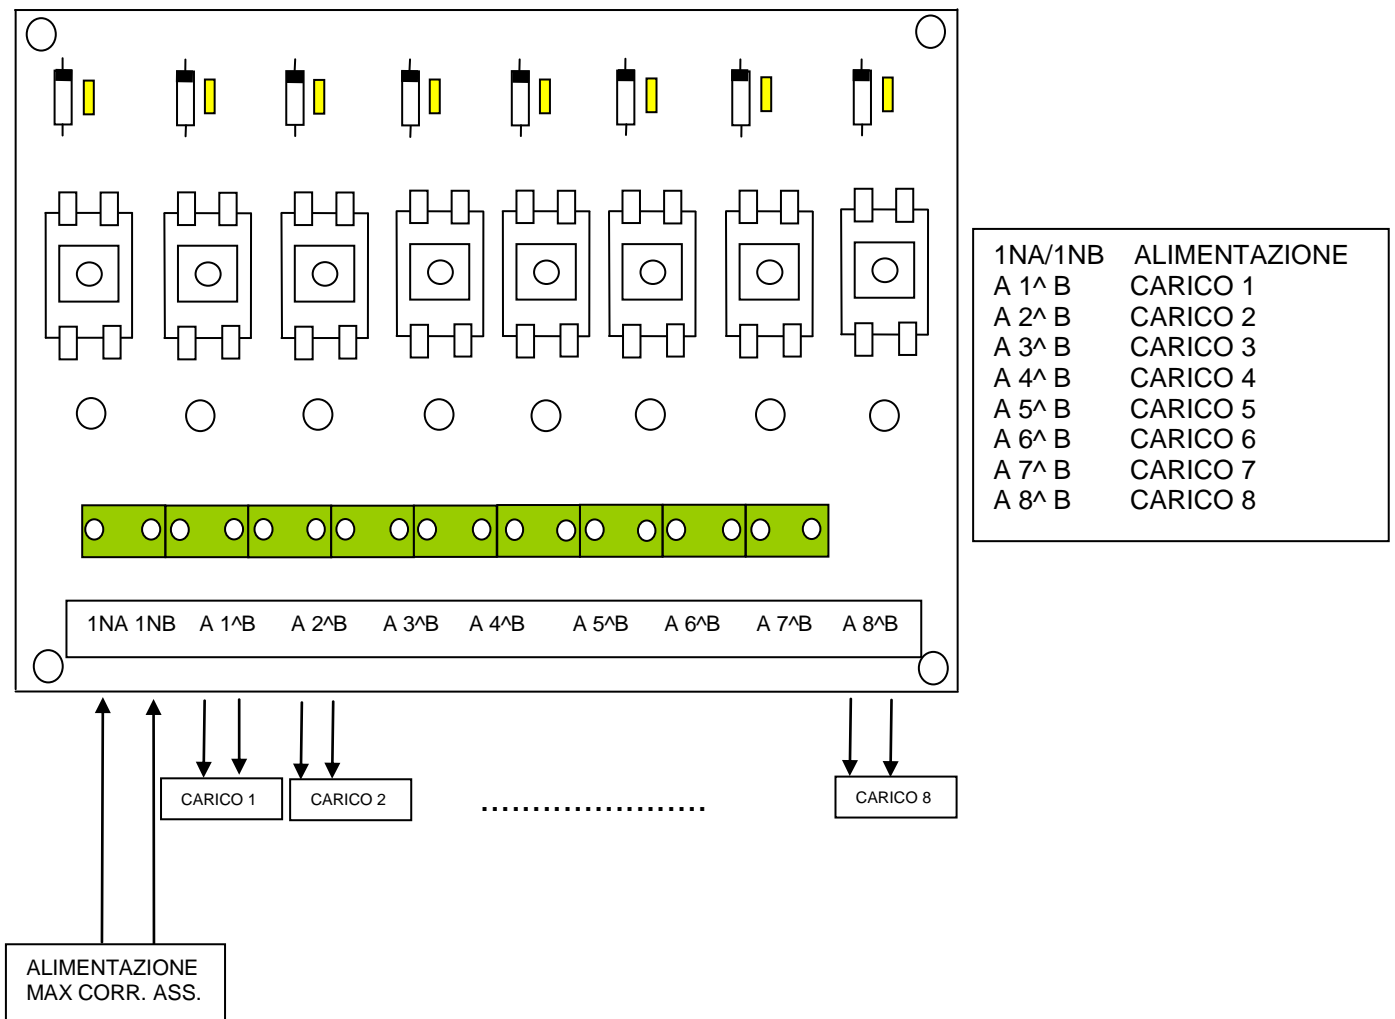 1NA/1NB ALIMENTAZIONE
A 1^ B CARICO 1
A 2^ B CARICO 2
A 3^ B CARICO 3
A 4^ B CARICO 4
A 5^ B CARICO 5
A 6^ B CARICO 6
A 7^ B CARICO 7
A 8^ B CARICO 8
1NA 1NB A 1^B A 2^B A 3^B A 4^B A 5^B A 6^B A 7^B A 8^B
CARICO 1 CARICO 2 ...................... CARICO 8
ALIMENTAZIONE
MAX CORR. ASS.